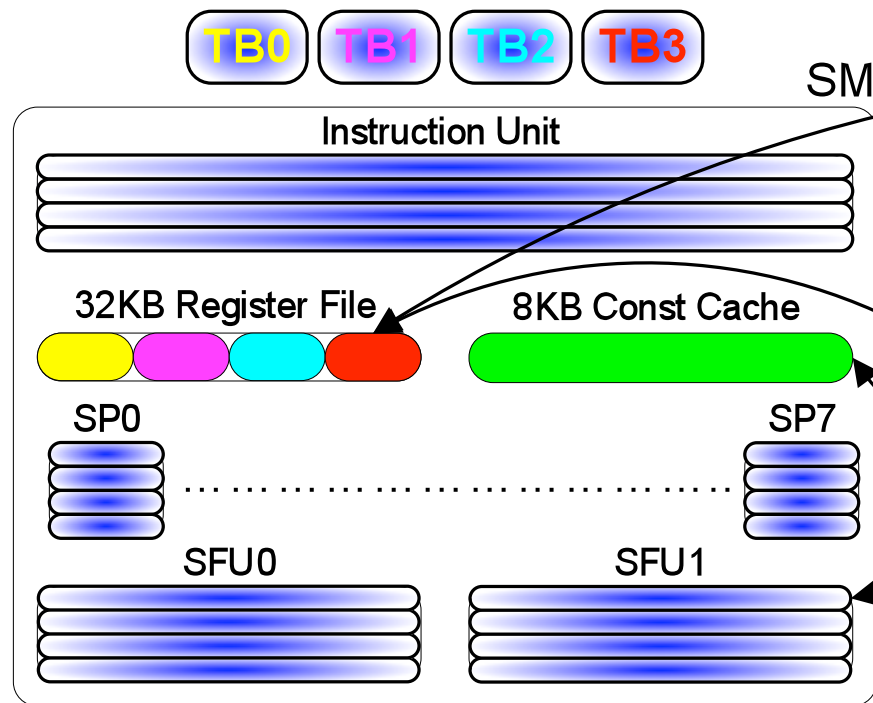 TB0 TB1 TB2 TB3
SM
Instruction Unit
32KB Register File
8KB Const Cache
SP0
SP7
SFU0
SFU1